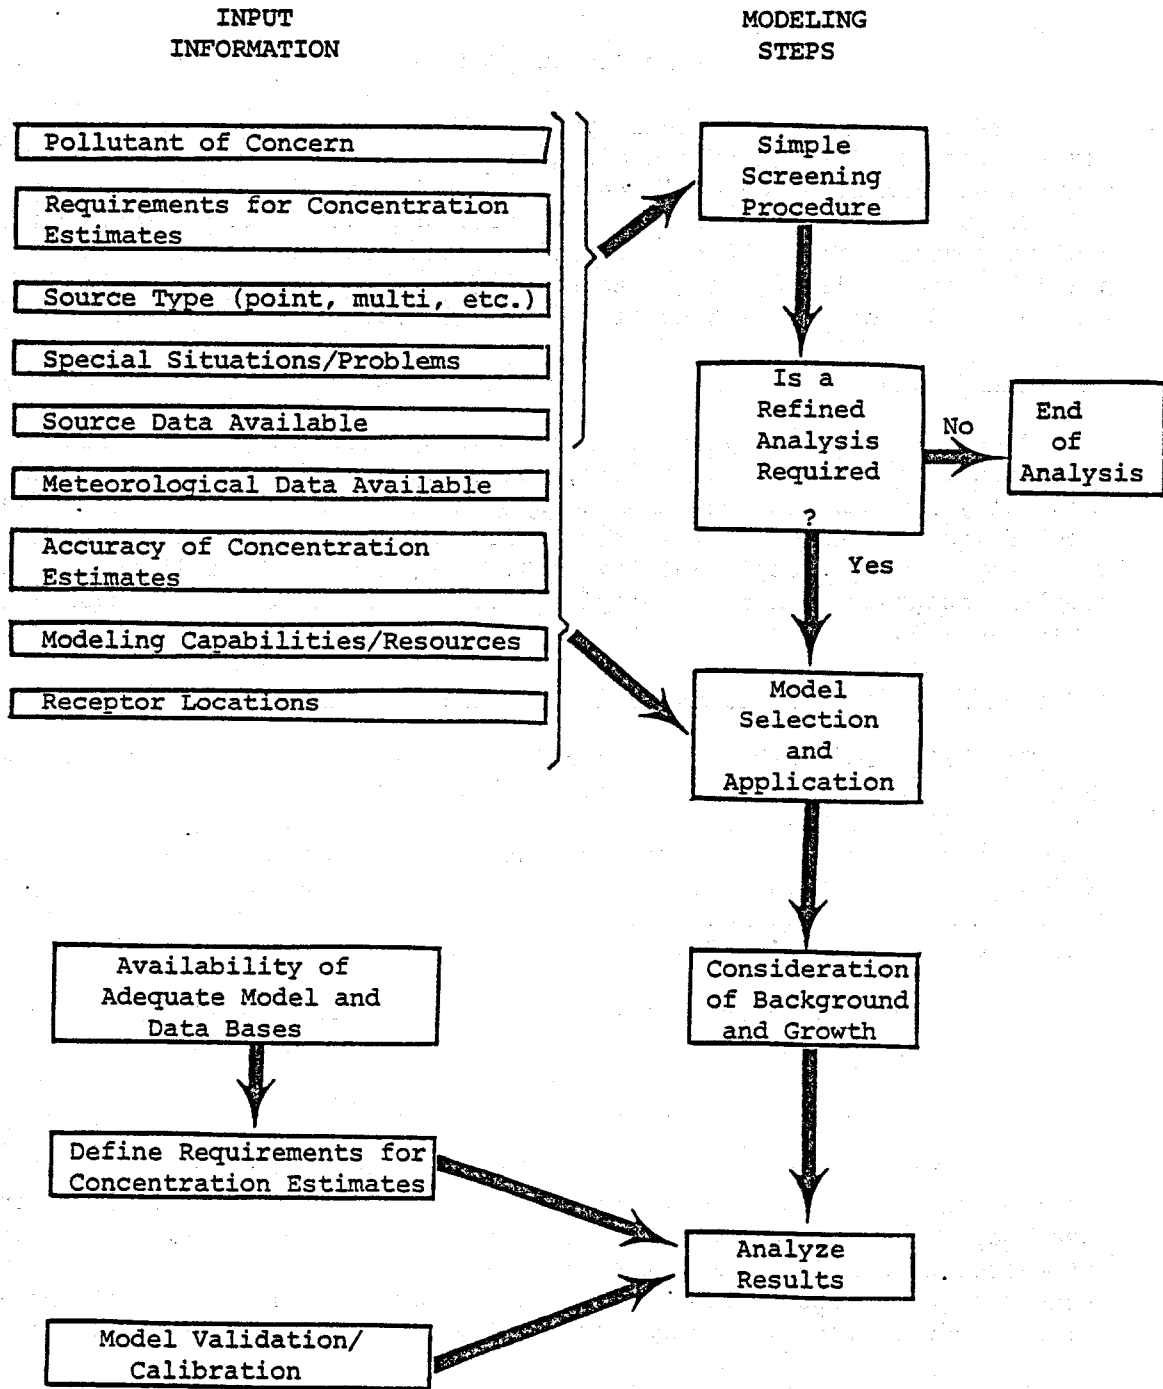 INPUT
INFORMATION
MODELING
STEPS
Pollutant of Concern
Requirements for Concentration
Estimates
Source Type (point, multi, etc.)
Special Situations/Problems
Source Data Available
Meteorological Data Available
Accuracy of Concentration
Estimates
Modeling Capabilities/Resources
Receptor Locations
Simple
Screening
Procedure
Is a
Refined
Analysis
Required
?
No
End
of
Analysis
Yes
Model
Selection
and
Application
Consideration
of Background
and Growth
Availability of
Adequate Model and
Data Bases
Define Requirements for
Concentration Estimates
Model Validation/
Calibration
Analyze
Results